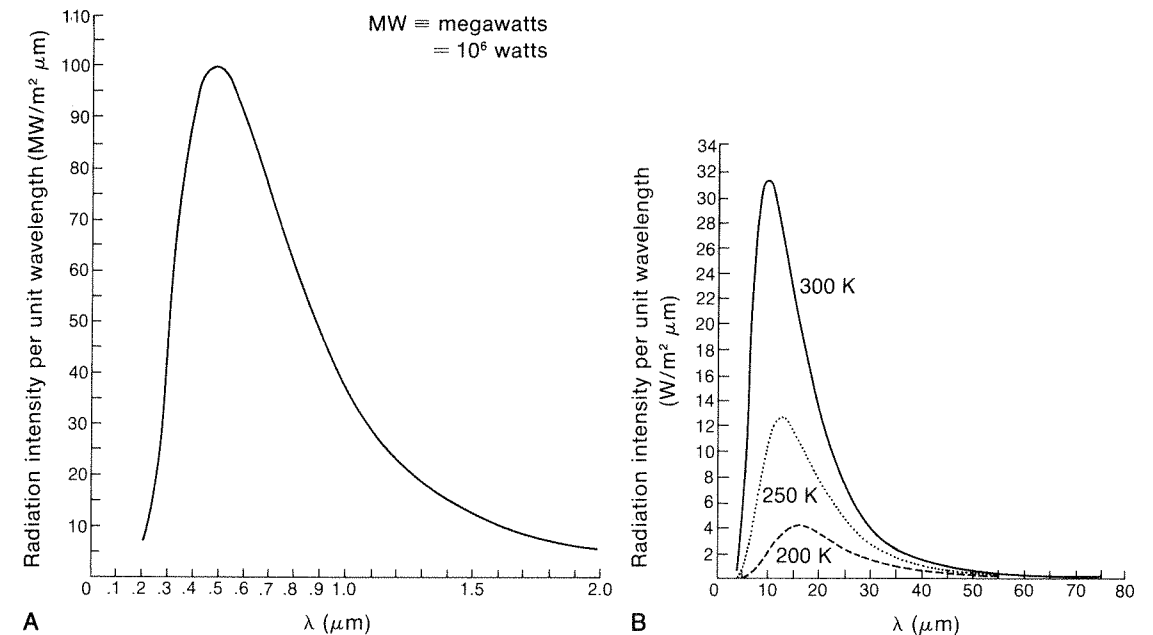 MW ≡ megawatts
= 10⁶ watts
Radiation intensity per unit wavelength (MW/m² μm)
110
100
90
80
70
60
50
40
30
20
10
0 .1 .2 .3 .4 .5 .6 .7 .8 .9 1.0 1.5 2.0
λ (μm)
A
Radiation intensity per unit wavelength
(W/m² μm)
34
32
30
28
26
24
22
20
18
16
14
12
10
8
6
4
2
300 K
250 K
200 K
0 10 20 30 40 50 60 70 80
λ (μm)
B